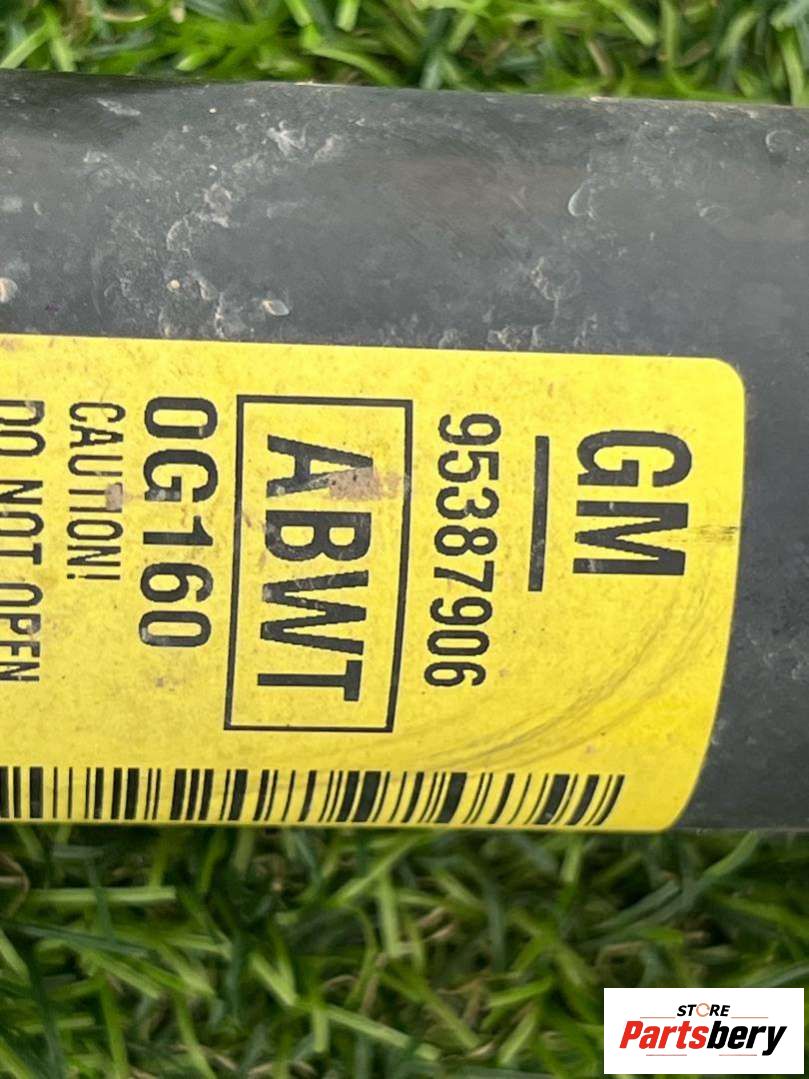 GM
95387906
ABWT
0G160
CAUTION!
DO NOT OPEN
STORE
Partsbery